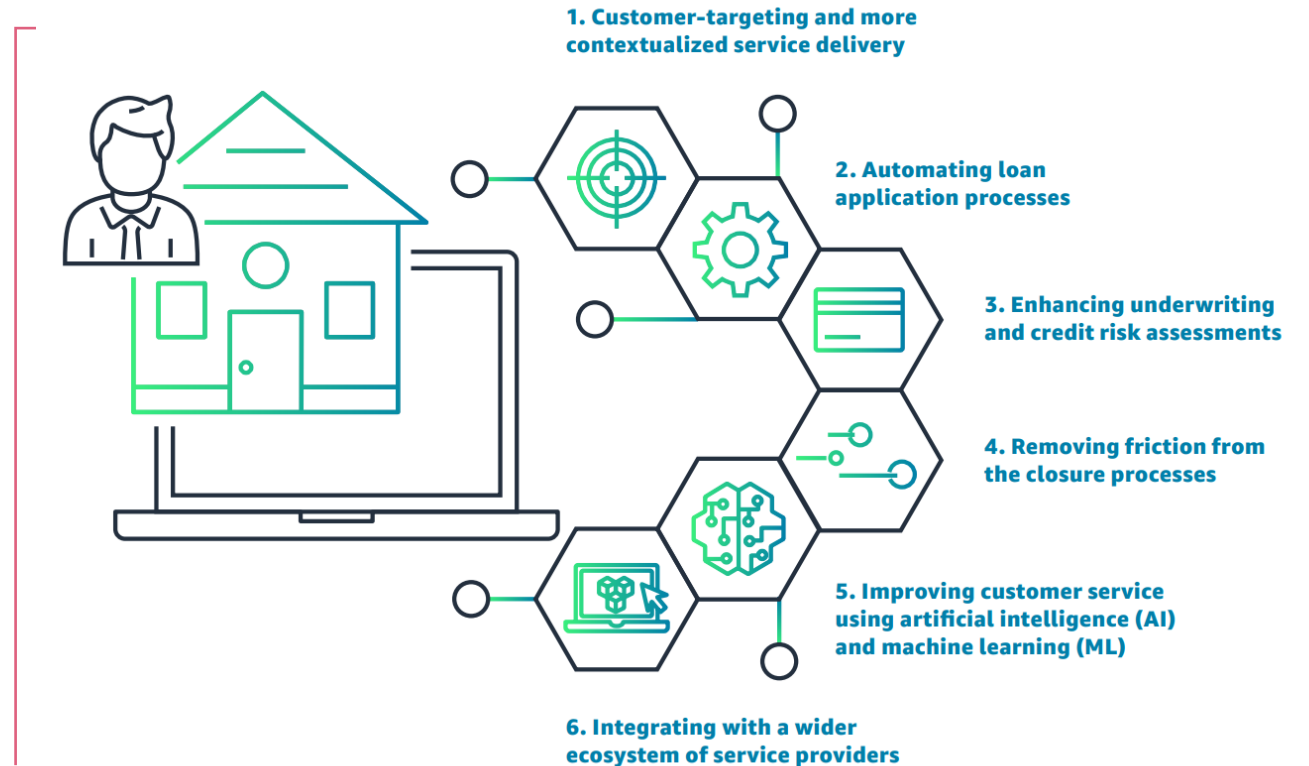 1. Customer-targeting and more
contextualized service delivery
2. Automating loan
application processes
3. Enhancing underwriting
and credit risk assessments
4. Removing friction from
the closure processes
5. Improving customer service
using artificial intelligence (AI)
and machine learning (ML)
6. Integrating with a wider
ecosystem of service providers